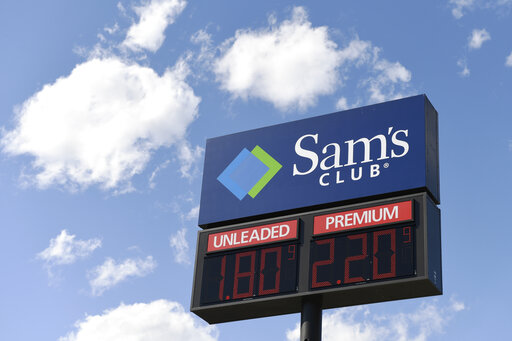 Sam's
CLUB®
UNLEADED PREMIUM
1.80 9 2.20 9